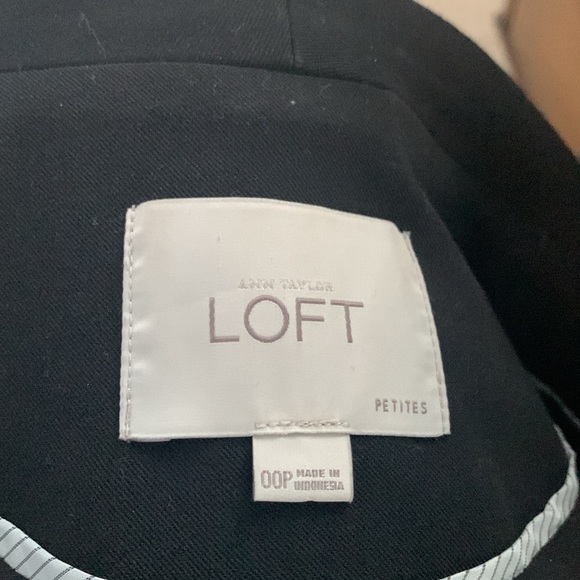 ANN TAYLOR
LOFT
PETITES
00P MADE IN
INDONESIA